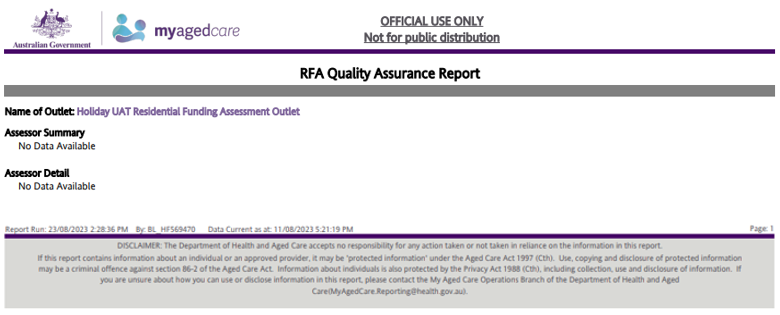 OFFICIAL USE ONLY
Australian Government
myagedcare
Not for public distribution
RFA Quality Assurance Report
Name of Outlet: Holiday UAT Residential Funding Assessment Outlet
Assessor Summary
No Data Available
Assessor Detail
No Data Available
Report Run: 23/08/2023 2:28:36 PM By: BL_HF569470 Data Current as at: 11/08/2023 5:21:19 PM Page: 1
DISCLAIMER: The Department of Health and Aged Care accepts no responsibility for any action taken or not taken in reliance on the information in this report.
If this report contains information about an individual or an approved provider, it may be 'protected information' under the Aged Care Act 1997 (Cth). Use, copying and disclosure of protected information
may be a criminal offence against section 86-2 of the Aged Care Act. Information about individuals is also protected by the Privacy Act 1988 (Cth), including collection, use and disclosure of information. If
you are unsure about how you can use or disclose information in this report, please contact the My Aged Care Operations Branch of the Department of Health and Aged
Care(MyAgedCare.Reporting@health.gov.au).